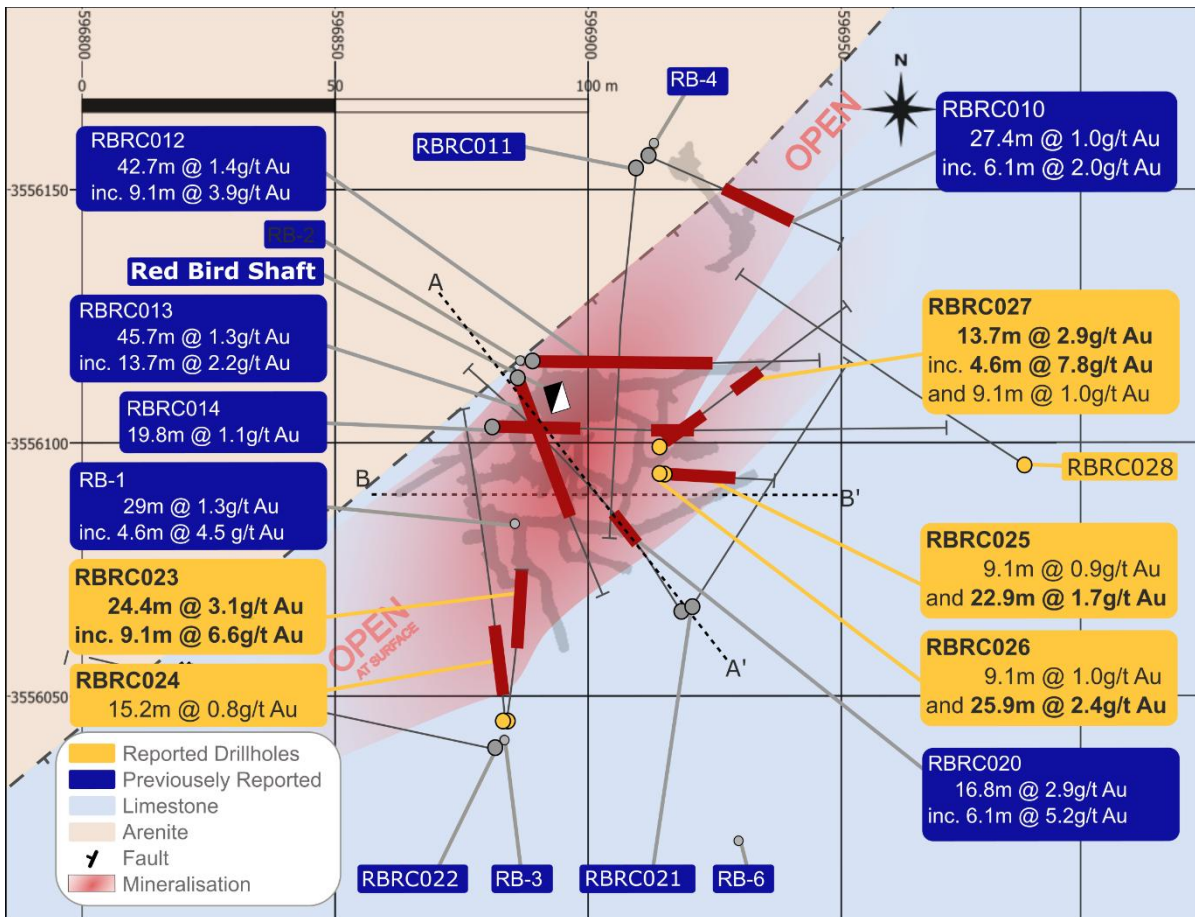 599800
599850
599900
599950
0
50
100 m
N
RB-4
RBRC011
RBRC012
42.7m @ 1.4g/t Au
inc. 9.1m @ 3.9g/t Au
OPEN
RBRC010
27.4m @ 1.0g/t Au
inc. 6.1m @ 2.0g/t Au
3556150
RB-2
Red Bird Shaft
A
RBRC013
45.7m @ 1.3g/t Au
inc. 13.7m @ 2.2g/t Au
RBRC027
13.7m @ 2.9g/t Au
inc. 4.6m @ 7.8g/t Au
and 9.1m @ 1.0g/t Au
RBRC014
19.8m @ 1.1g/t Au
3556100
RBRC028
B
B'
RB-1
29m @ 1.3g/t Au
inc. 4.6m @ 4.5 g/t Au
RBRC025
9.1m @ 0.9g/t Au
and 22.9m @ 1.7g/t Au
RBRC023
24.4m @ 3.1g/t Au
inc. 9.1m @ 6.6g/t Au
OPEN
AT SURFACE
A'
RBRC026
9.1m @ 1.0g/t Au
and 25.9m @ 2.4g/t Au
RBRC024
15.2m @ 0.8g/t Au
3556050
RBRC020
16.8m @ 2.9g/t Au
inc. 6.1m @ 5.2g/t Au
Reported Drillholes
Previousely Reported
Limestone
Arenite
Fault
Mineralisation
RBRC022
RB-3
RBRC021
RB-6